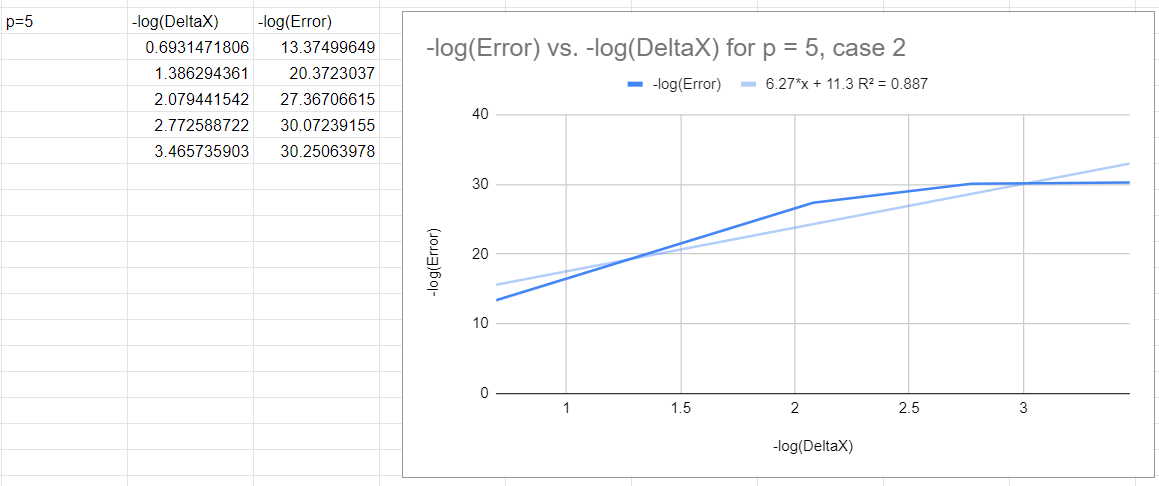 p=5 -log(DeltaX) -log(Error)
0.6931471806 13.37499649
1.386294361 20.3723037
2.079441542 27.36706615
2.772588722 30.07239155
3.465735903 30.25063978
-log(Error) vs. -log(DeltaX) for p = 5, case 2
-log(Error) 6.27*x + 11.3 R² = 0.887
40
30
20
10
0
-log(Error)
1 1.5 2 2.5 3
-log(DeltaX)